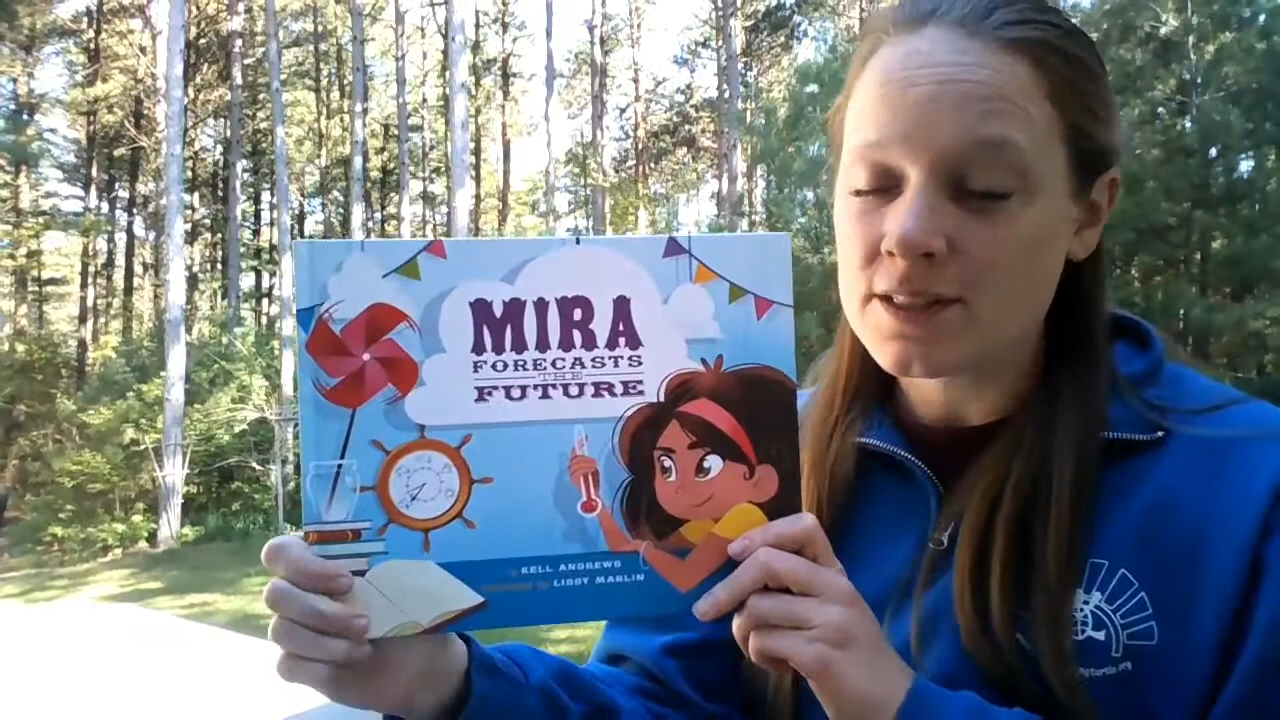 MIRA
FORECASTS
THE
FUTURE
KELL ANDREWS
LISSY MARLIN